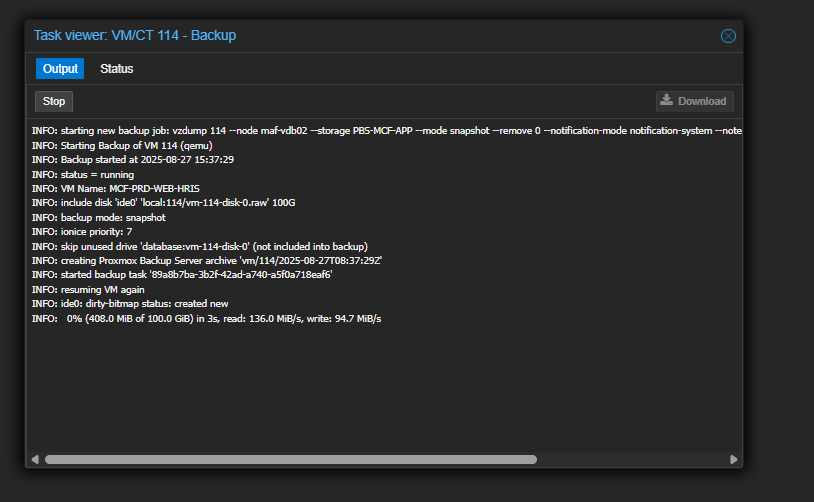 Task viewer: VM/CT 114 - Backup
Output Status
Stop Download
INFO: starting new backup job: vzdump 114 --node maf-vdb02 --storage PBS-MCF-APP --mode snapshot --remove 0 --notification-mode notification-system --note
INFO: Starting Backup of VM 114 (qemu)
INFO: Backup started at 2025-08-27 15:37:29
INFO: status = running
INFO: VM Name: MCF-PRD-WEB-HRIS
INFO: include disk 'ide0' 'local:114/vm-114-disk-0.raw' 100G
INFO: backup mode: snapshot
INFO: ionice priority: 7
INFO: skip unused drive 'database:vm-114-disk-0' (not included into backup)
INFO: creating Proxmox Backup Server archive 'vm/114/2025-08-27T08:37:29Z'
INFO: started backup task '89a8b7ba-3b2f-42ad-a740-a5f0a718eaf6'
INFO: resuming VM again
INFO: ide0: dirty-bitmap status: created new
INFO: 0% (408.0 MiB of 100.0 GiB) in 3s, read: 136.0 MiB/s, write: 94.7 MiB/s